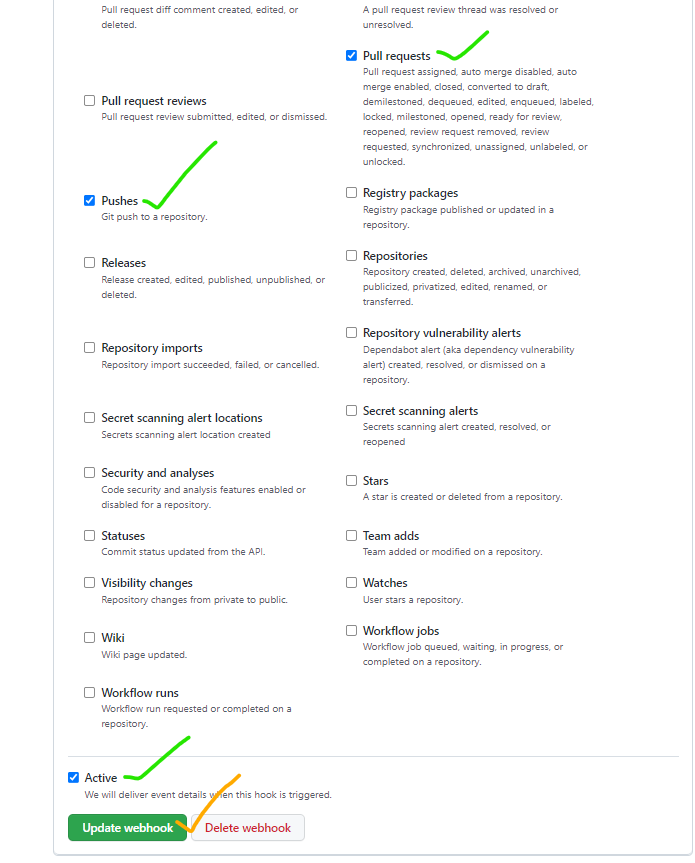 Pull request diff comment created, edited, or
deleted.
A pull request review thread was resolved or
unresolved.
Pull request reviews
Pull request review submitted, edited, or dismissed.
Pull requests
Pull request assigned, auto merge disabled, auto
merge enabled, closed, converted to draft,
demilestoned, dequeued, edited, enqueued, labeled,
locked, milestoned, opened, ready for review,
reopened, review request removed, review
requested, synchronized, unassigned, unlabeled, or
unlocked.
Pushes
Git push to a repository.
Registry packages
Registry package published or updated in a
repository.
Releases
Release created, edited, published, unpublished, or
deleted.
Repositories
Repository created, deleted, archived, unarchived,
publicized, privatized, edited, renamed, or
transferred.
Repository imports
Repository import succeeded, failed, or cancelled.
Repository vulnerability alerts
Dependabot alert (aka dependency vulnerability
alert) created, resolved, or dismissed on a
repository.
Secret scanning alert locations
Secrets scanning alert location created
Secret scanning alerts
Secrets scanning alert created, resolved, or
reopened
Security and analyses
Code security and analysis features enabled or
disabled for a repository.
Stars
A star is created or deleted from a repository.
Statuses
Commit status updated from the API.
Team adds
Team added or modified on a repository.
Visibility changes
Repository changes from private to public.
Watches
User stars a repository.
Wiki
Wiki page updated.
Workflow jobs
Workflow job queued, waiting, in progress, or
completed on a repository.
Workflow runs
Workflow run requested or completed on a
repository.
Active
We will deliver event details when this hook is triggered.
Update webhook
Delete webhook